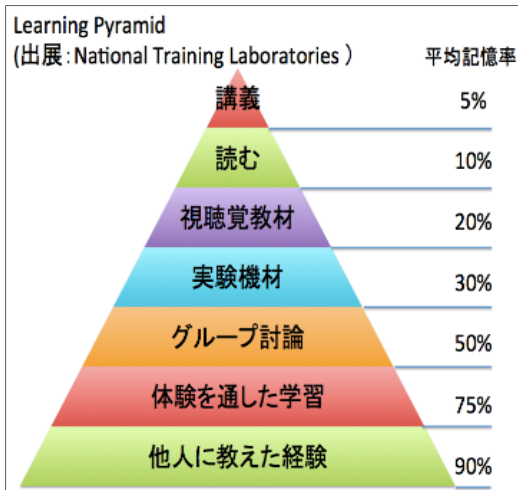 Learning Pyramid
(出展:National Training Laboratories )
平均記憶率
講義 5%
読む 10%
視聴覚教材 20%
実験機材 30%
グループ討論 50%
体験を通した学習 75%
他人に教えた経験 90%